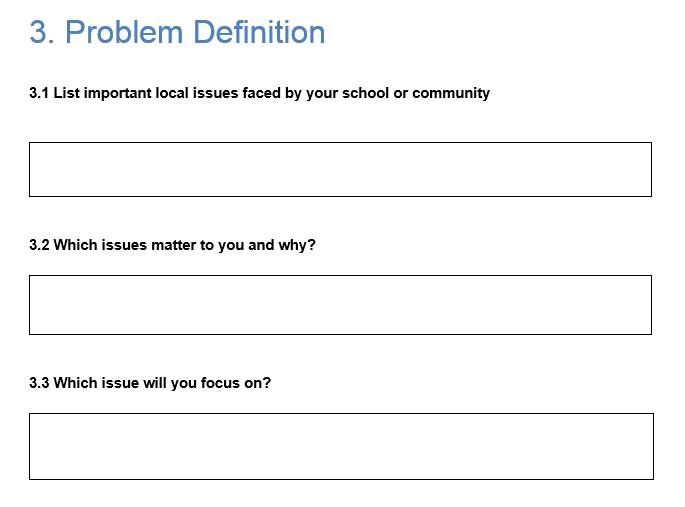 3. Problem Definition
3.1 List important local issues faced by your school or community
3.2 Which issues matter to you and why?
3.3 Which issue will you focus on?